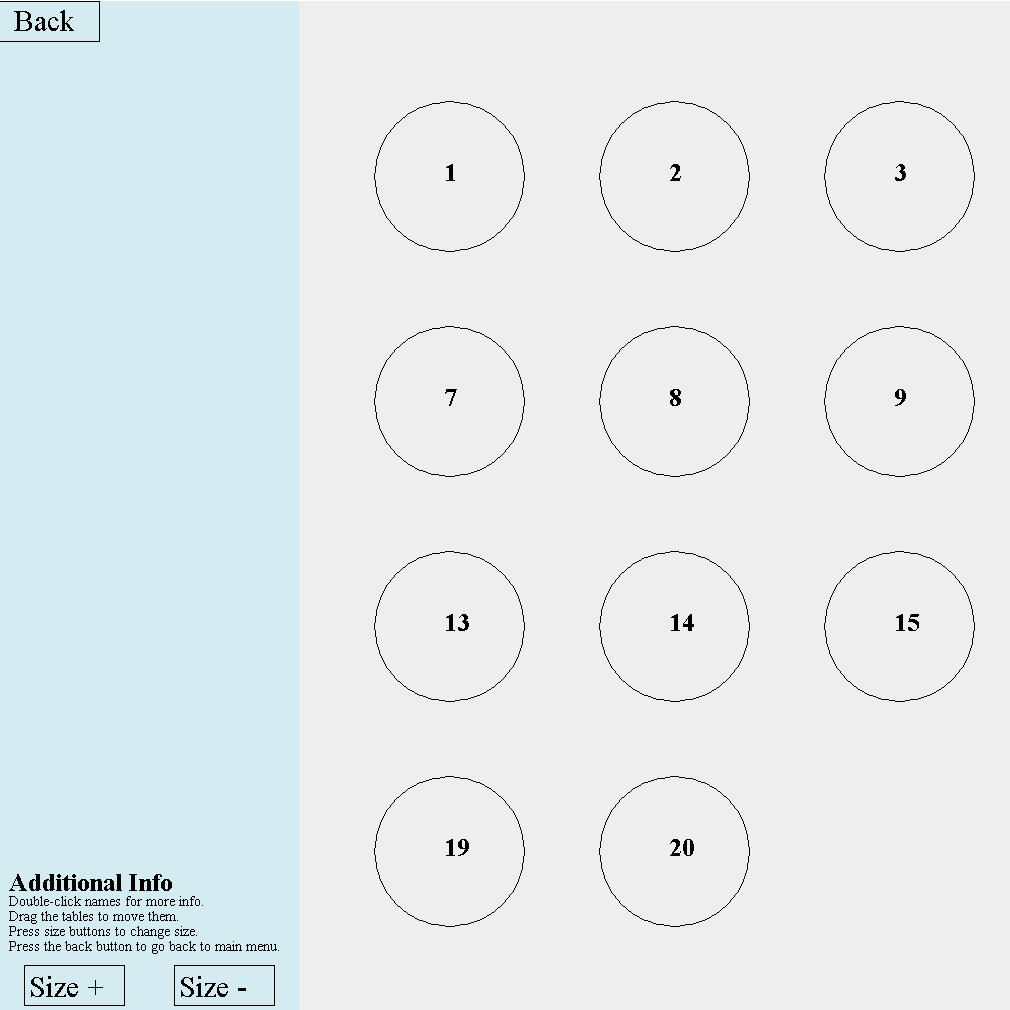 Back
1 2 3
7 8 9
13 14 15
19 20
Additional Info
Double-click names for more info.
Drag the tables to move them.
Press size buttons to change size.
Press the back button to go back to main menu.
Size + Size -